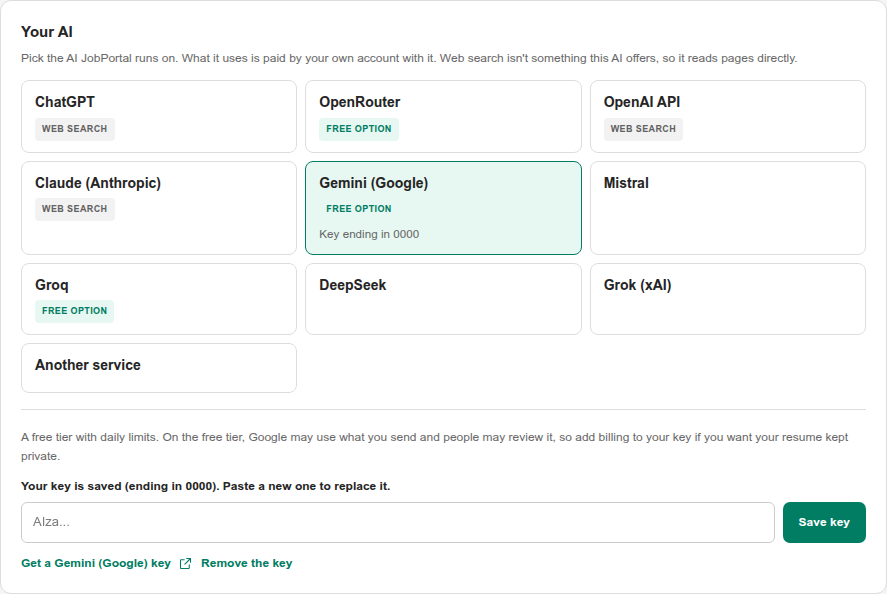 Your AI
Pick the AI JobPortal runs on. What it uses is paid by your own account with it. Web search isn't something this AI offers, so it reads pages directly.
ChatGPT
WEB SEARCH
OpenRouter
FREE OPTION
OpenAI API
WEB SEARCH
Claude (Anthropic)
WEB SEARCH
Gemini (Google)
FREE OPTION
Key ending in 0000
Mistral
Groq
FREE OPTION
DeepSeek
Grok (xAI)
Another service
A free tier with daily limits. On the free tier, Google may use what you send and people may review it, so add billing to your key if you want your resume kept
private.
Your key is saved (ending in 0000). Paste a new one to replace it.
AIza...
Save key
Get a Gemini (Google) key
Remove the key